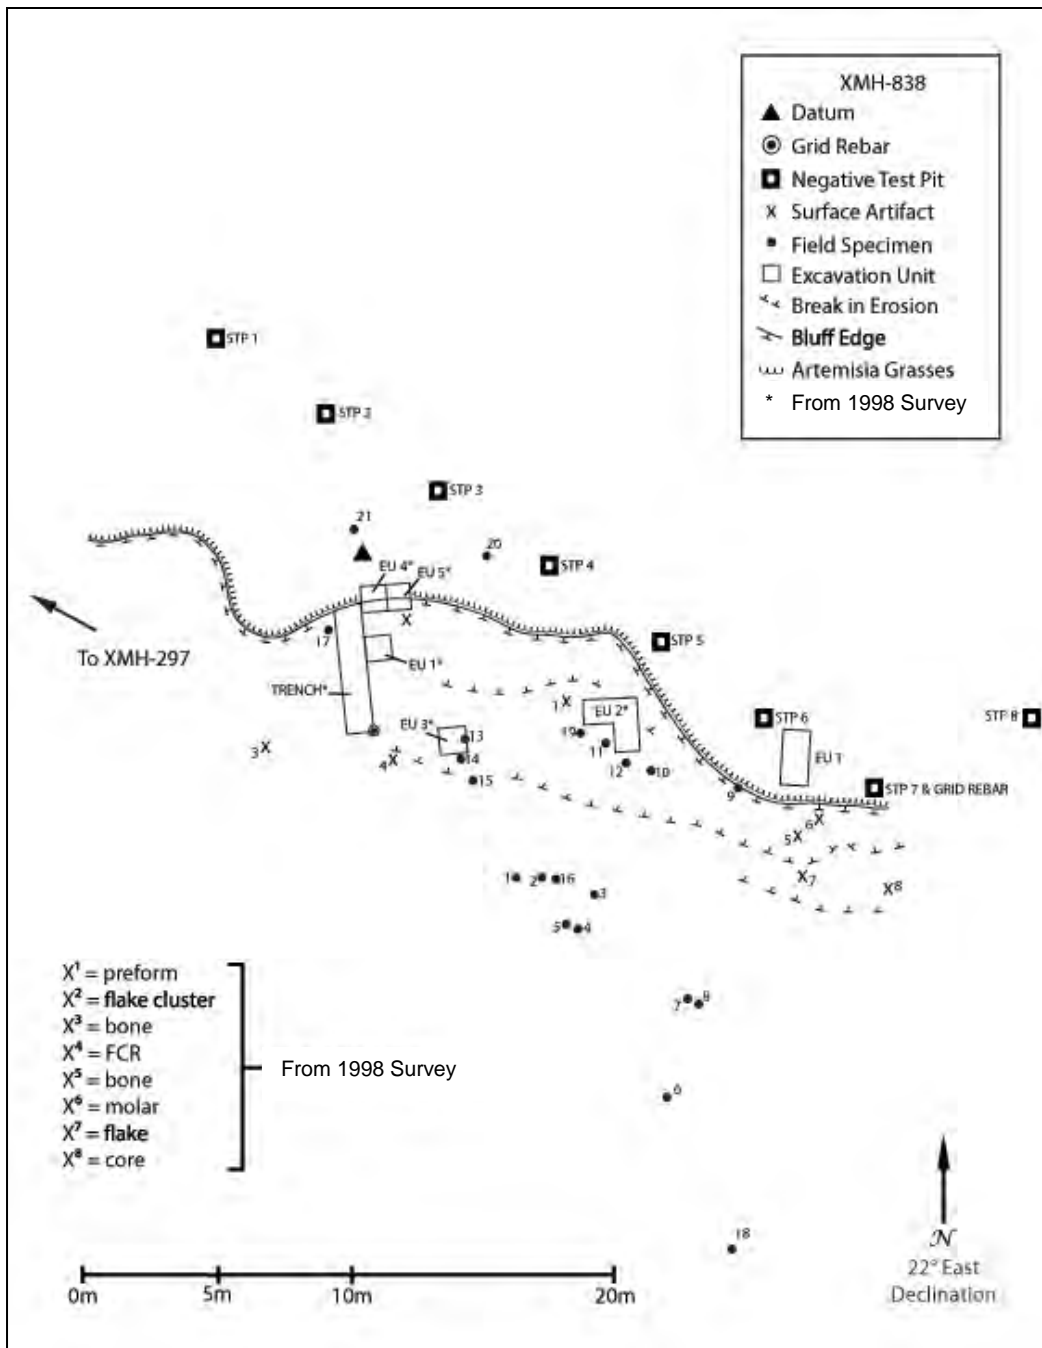 XMH-838
Datum
Grid Rebar
Negative Test Pit
x Surface Artifact
Field Specimen
Excavation Unit
Break in Erosion
Bluff Edge
Artemisia Grasses
* From 1998 Survey
STP 1
STP 2
STP 3
21
20
STP 4
EU 4*
EU 5*
X
17
To XMH-297
STP 5
EU 1*
TRENCH*
1X
EU 2*
STP 6
STP 8
EU 3*
13
19
11
3X
4X
14
12
10
EU 1
15
9
STP 7 & GRID REBAR
6X
5X
1
2
16
X7
X8
3
5
4
X¹ = preform
X² = flake cluster
X³ = bone
X⁴ = FCR
X⁵ = bone
X⁶ = molar
X⁷ = flake
X⁸ = core
From 1998 Survey
7
8
6
18
N
22° East
Declination
0m
5m
10m
20m